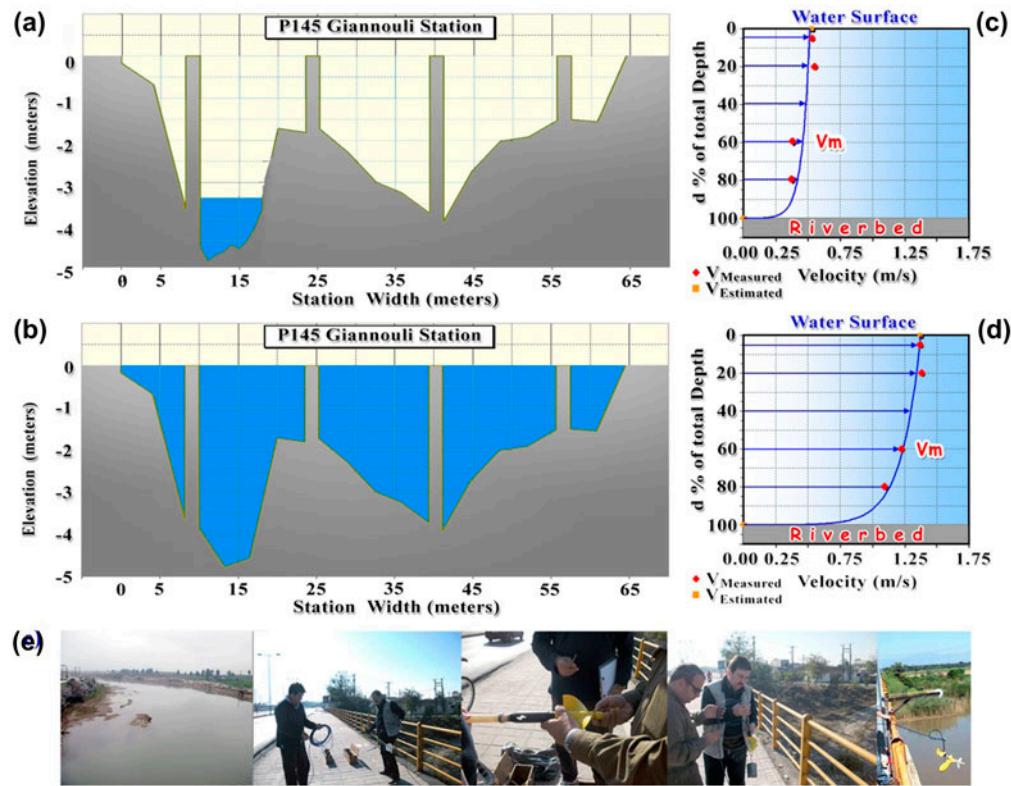 (a)
P145 Giannouli Station
0
-1
-2
-3
-4
-5
Elevation (meters)
0 5 15 25 35 45 55 65
Station Width (meters)
Water Surface
(c)
0
20
40
60
80
100
d % of total Depth
Vm
Riverbed
0.00 0.25 0.75 1.25 1.75
VMeasured
Velocity (m/s)
VEstimated
(b)
P145 Giannouli Station
0
-1
-2
-3
-4
-5
Elevation (meters)
0 5 15 25 35 45 55 65
Station Width (meters)
Water Surface
(d)
0
20
40
60
80
100
d % of total Depth
Vm
Riverbed
0.00 0.25 0.75 1.25 1.75
VMeasured
Velocity (m/s)
VEstimated
(e)